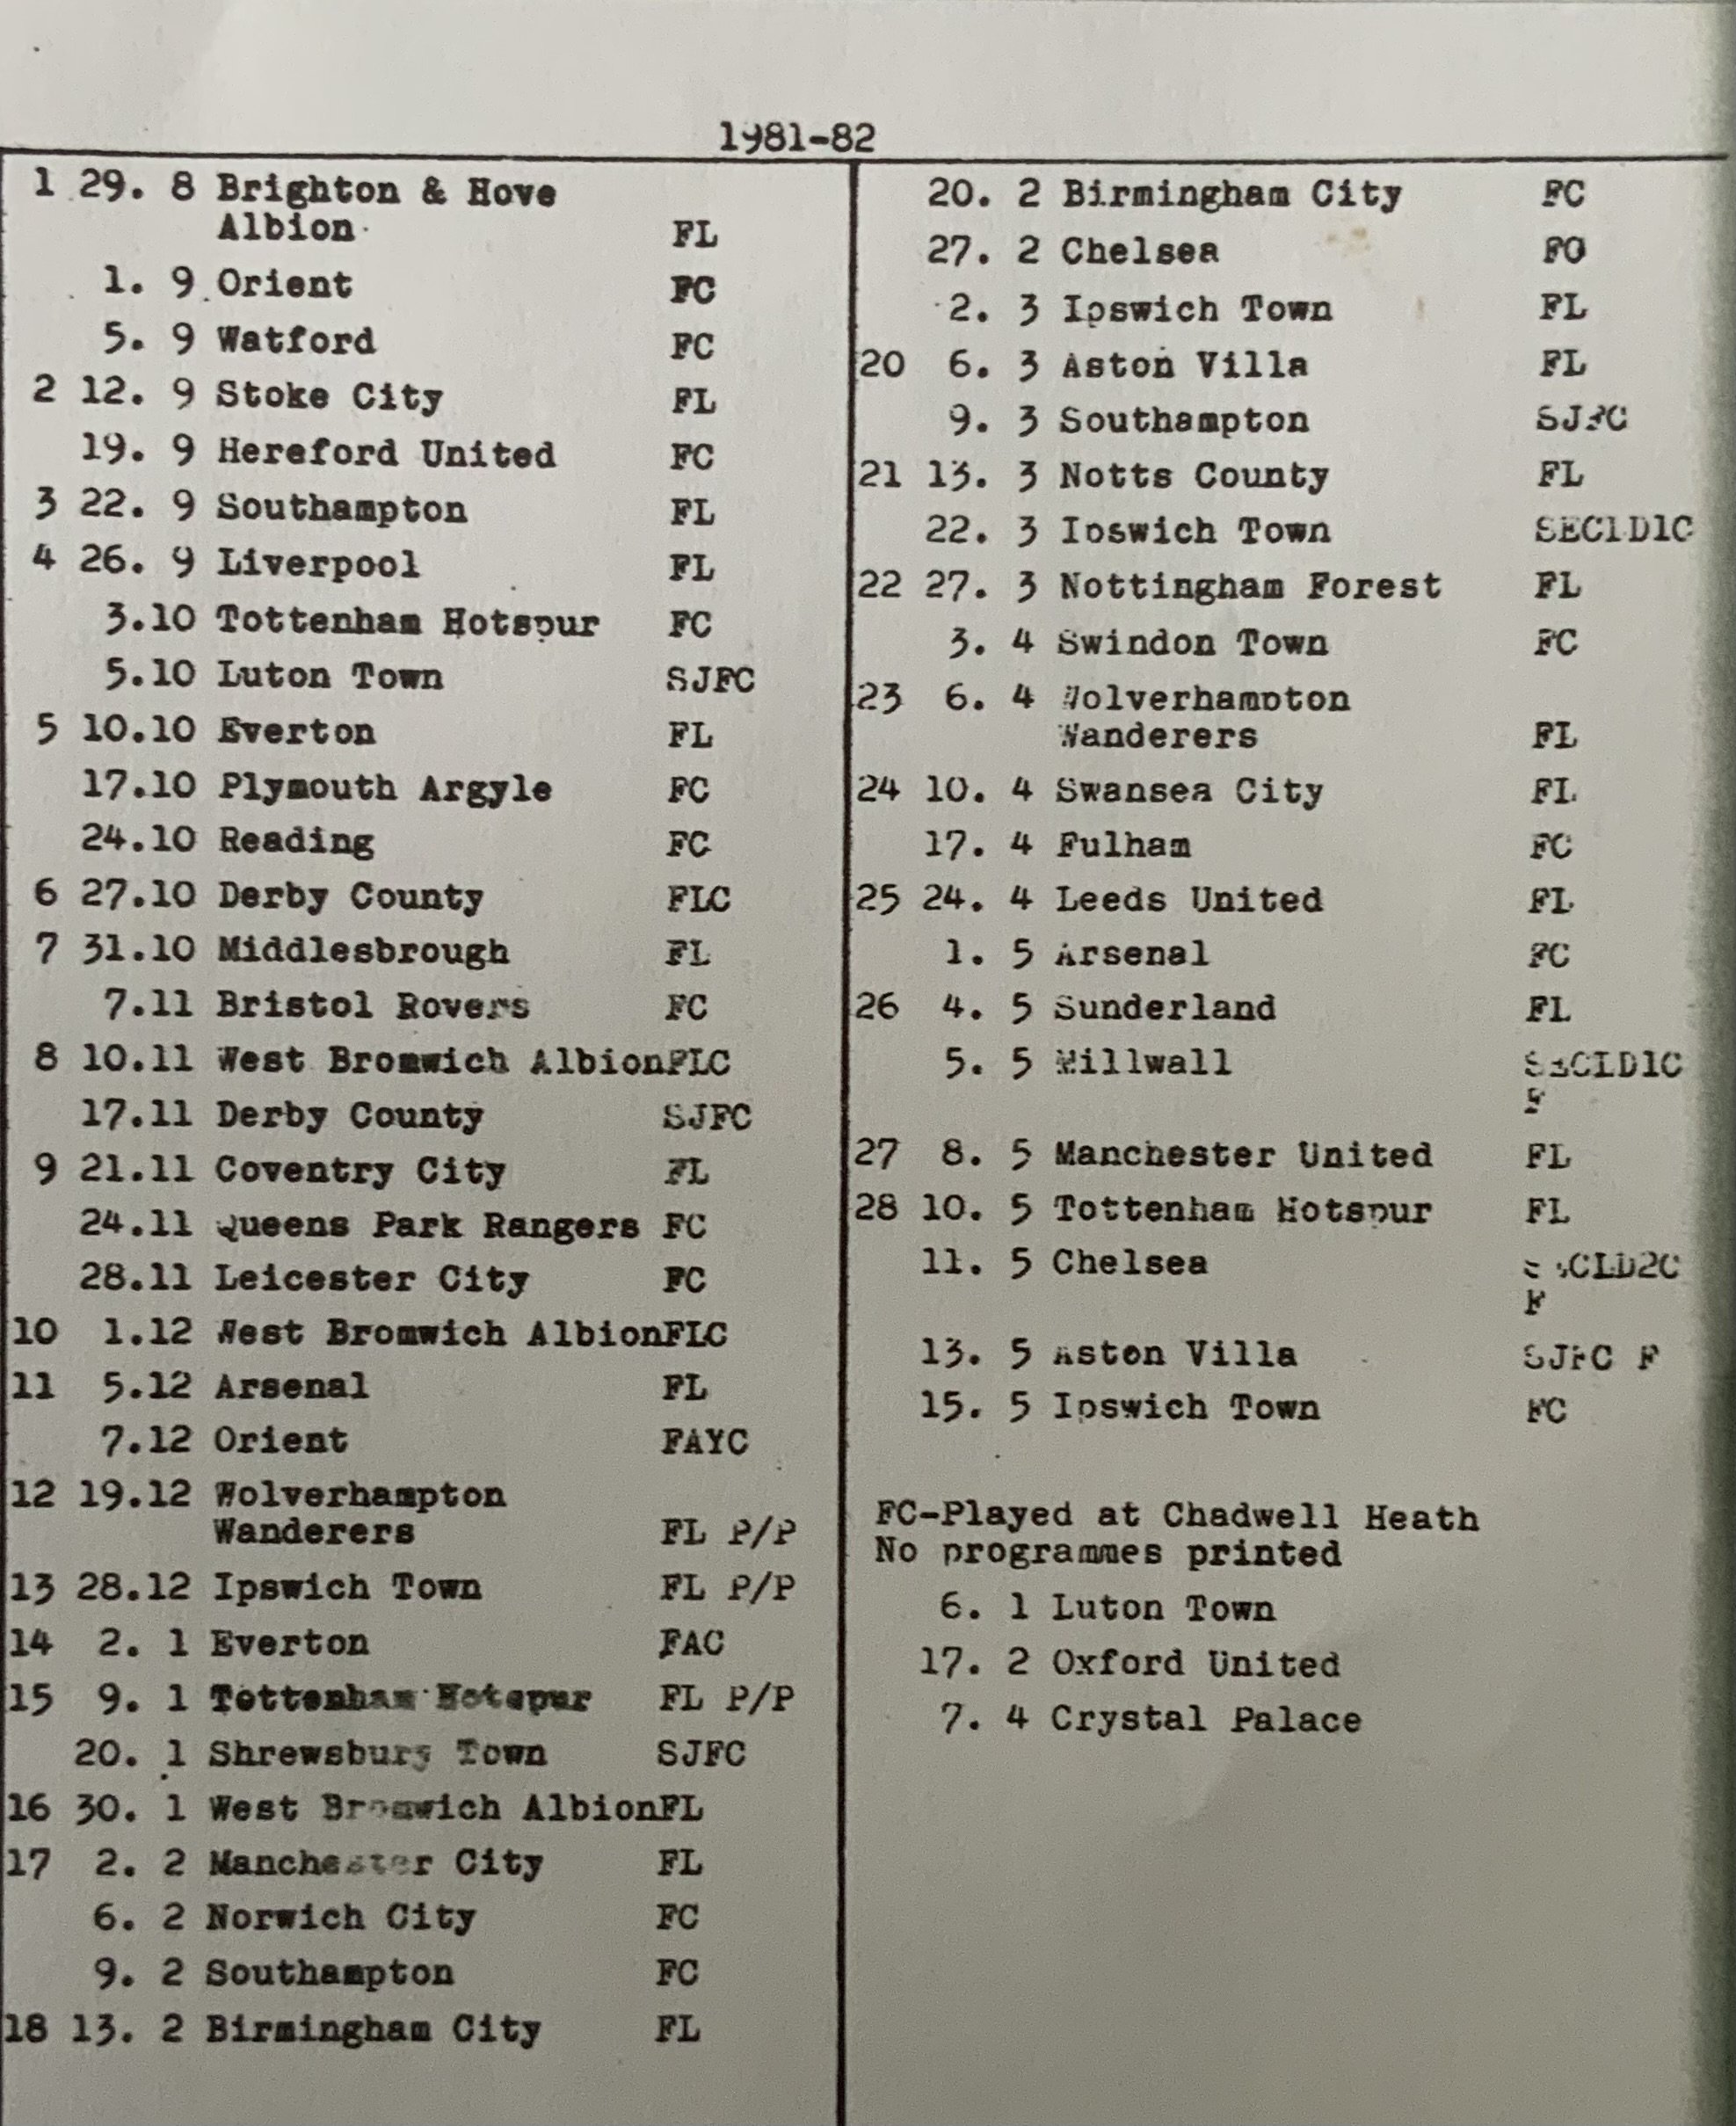 1981-82
1 29. 8 Brighton & Hove
Albion FL
1. 9 Orient FC
5. 9 Watford FC
2 12. 9 Stoke City FL
19. 9 Hereford United FC
3 22. 9 Southampton FL
4 26. 9 Liverpool FL
3.10 Tottenham Hotspur FC
5.10 Luton Town SJFC
5 10.10 Everton FL
17.10 Plymouth Argyle FC
24.10 Reading FC
6 27.10 Derby County FLC
7 31.10 Middlesbrough FL
7.11 Bristol Rovers FC
8 10.11 West Bromwich Albion FLC
17.11 Derby County SJFC
9 21.11 Coventry City FL
24.11 Queens Park Rangers FC
28.11 Leicester City FC
10 1.12 West Bromwich Albion FLC
11 5.12 Arsenal FL
7.12 Orient FAYC
12 19.12 Wolverhampton
Wanderers FL P/P
13 28.12 Ipswich Town FL P/P
14 2. 1 Everton FAC
15 9. 1 Tottenham Hotspur FL P/P
20. 1 Shrewsbury Town SJFC
16 30. 1 West Bromwich Albion FL
17 2. 2 Manchester City FL
6. 2 Norwich City FC
9. 2 Southampton FC
18 13. 2 Birmingham City FL
20. 2 Birmingham City FC
27. 2 Chelsea FC
2. 3 Ipswich Town FL
20 6. 3 Aston Villa FL
9. 3 Southampton SJFC
21 13. 3 Notts County FL
22. 3 Ipswich Town SECLD1C
22 27. 3 Nottingham Forest FL
3. 4 Swindon Town FC
23 6. 4 Wolverhampton
Wanderers FL
24 10. 4 Swansea City FL
17. 4 Fulham FC
25 24. 4 Leeds United FL
1. 5 Arsenal FC
26 4. 5 Sunderland FL
5. 5 Millwall SECLD1C
F
27 8. 5 Manchester United FL
28 10. 5 Tottenham Hotspur FL
11. 5 Chelsea SECLD2C
F
13. 5 Aston Villa SJFC F
15. 5 Ipswich Town FC
FC-Played at Chadwell Heath
No programmes printed
6. 1 Luton Town
17. 2 Oxford United
7. 4 Crystal Palace